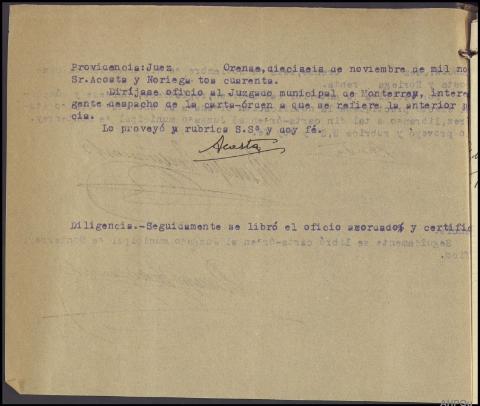 Providencia:Juez Orense,dieciseis de noviembre de mil no
Sr.Acosta y Noriega tos cuarenta.
Diríjase oficio al Juzgado municipal de Monterrey, intere
gente despacho de la carta-órden a que se refiere la anterior p
cia.
Lo proveyó y rubrica S.Sª y doy fé.
Acosta
Diligencia.-Seguidamente se libró el oficio acordado y certifi